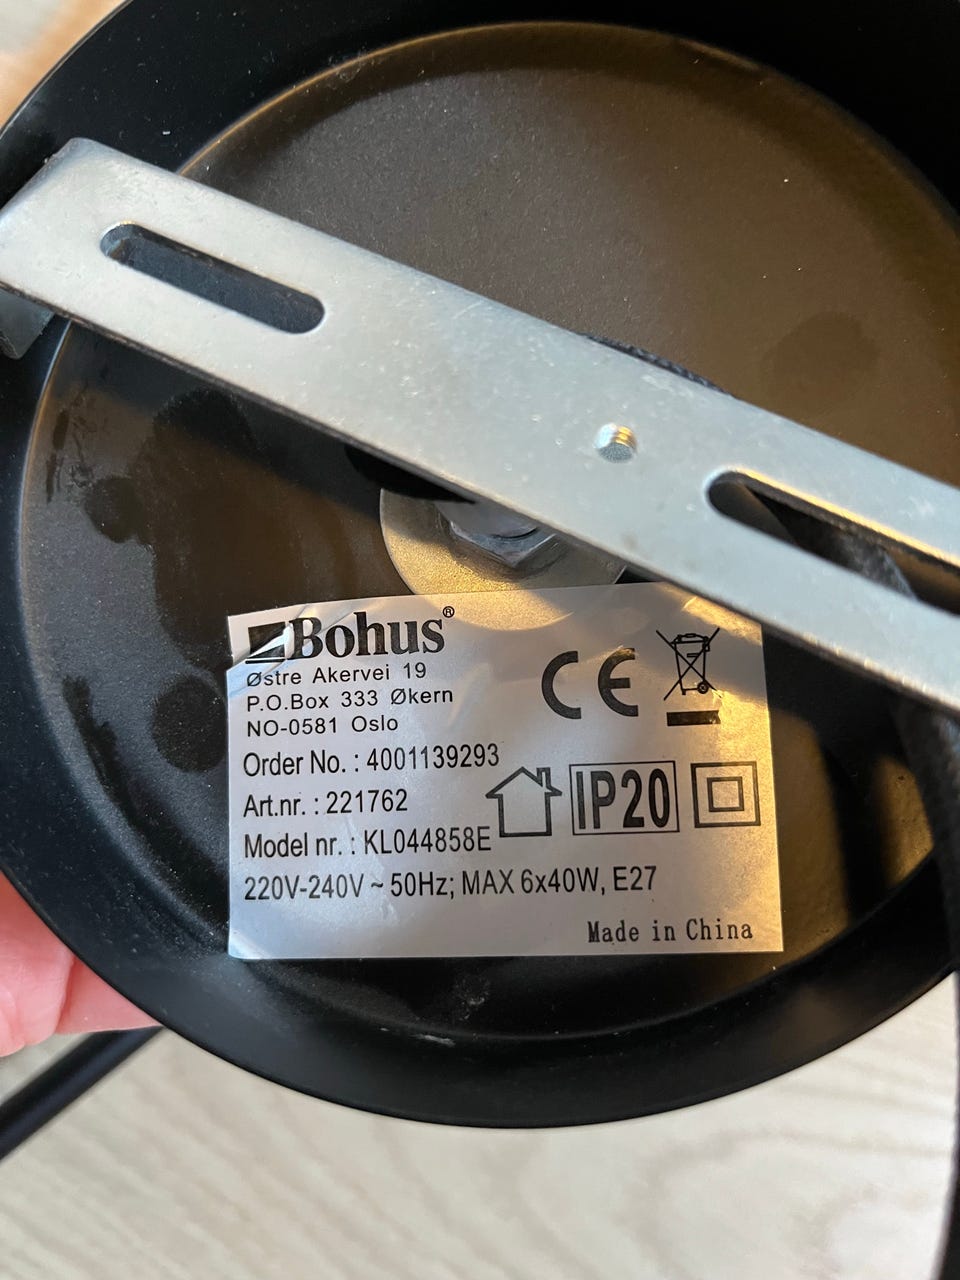 Bohus®
Østre Akervei 19
P.O.Box 333 Økern
NO-0581 Oslo
CE
Order No. : 4001139293
Art.nr. : 221762
IP20
Model nr. : KL044858E
220V-240V ~ 50Hz; MAX 6x40W, E27
Made in China